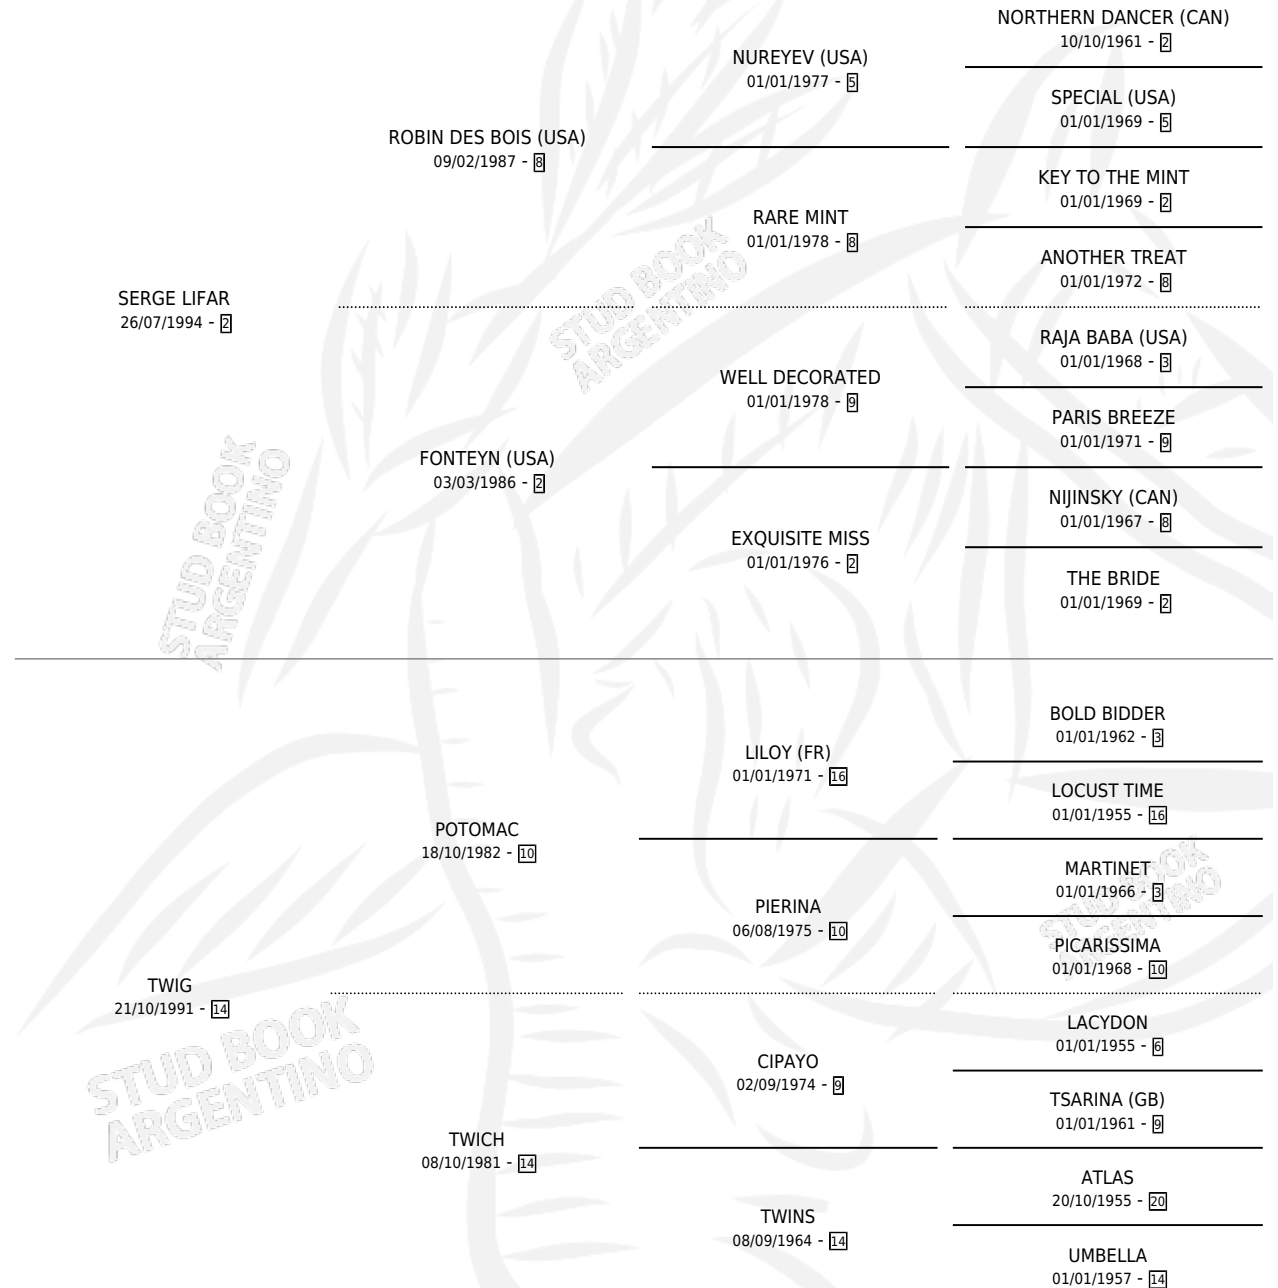 NORTHERN DANCER (CAN)
10/10/1961 - 2
NUREYEV (USA)
01/01/1977 - 5
SPECIAL (USA)
01/01/1969 - 5
ROBIN DES BOIS (USA)
09/02/1987 - 8
KEY TO THE MINT
01/01/1969 - 2
RARE MINT
01/01/1978 - 8
ANOTHER TREAT
01/01/1972 - 8
SERGE LIFAR
26/07/1994 - 2
STUD BOOK
ARGENTINO
RAJA BABA (USA)
01/01/1968 - 3
WELL DECORATED
01/01/1978 - 9
PARIS BREEZE
01/01/1971 - 9
FONTEYN (USA)
03/03/1986 - 2
NIJINSKY (CAN)
01/01/1967 - 8
EXQUISITE MISS
01/01/1976 - 2
THE BRIDE
01/01/1969 - 2
STUD BOOK
ARGENTINO
BOLD BIDDER
01/01/1962 - 3
LILOY (FR)
01/01/1971 - 16
LOCUST TIME
01/01/1955 - 16
POTOMAC
18/10/1982 - 10
MARTINET
01/01/1966 - 3
PIERINA
06/08/1975 - 10
STUD BOOK
ARGENTINO
PICARISSIMA
01/01/1968 - 10
TWIG
21/10/1991 - 14
STUD BOOK
ARGENTINO
LACYDON
01/01/1955 - 6
CIPAYO
02/09/1974 - 9
TSARINA (GB)
01/01/1961 - 9
TWICH
08/10/1981 - 14
ATLAS
20/10/1955 - 20
TWINS
08/09/1964 - 14
UMBELLA
01/01/1957 - 14